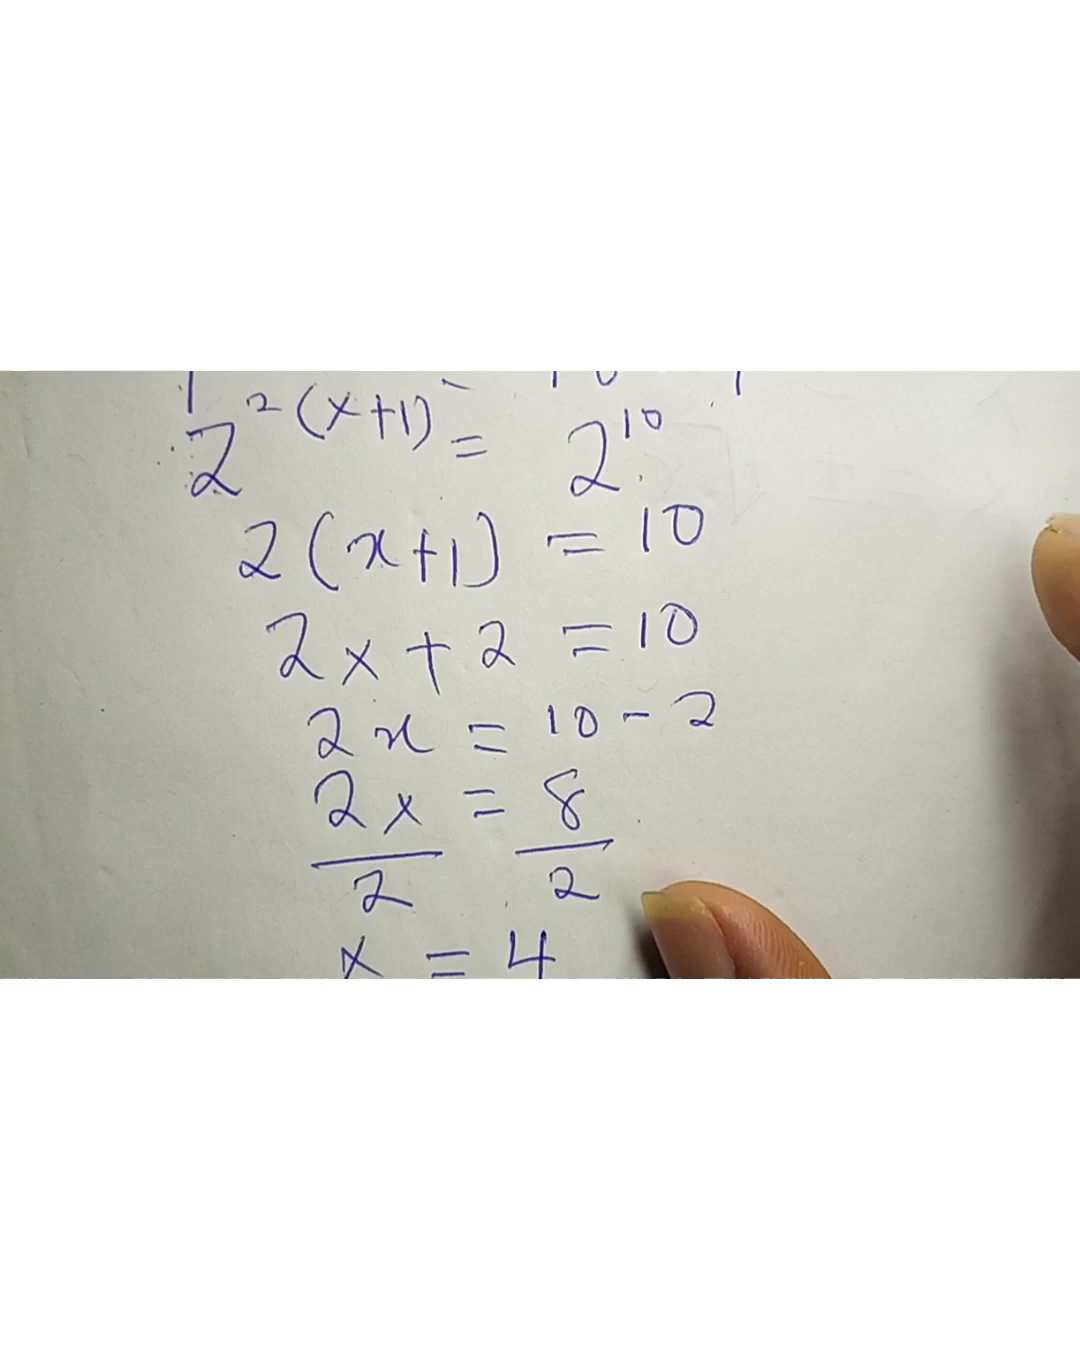 2^2(x+1) = 2^10
2(x+1) = 10
2x + 2 = 10
2x = 10 - 2
2x/2 = 8/2
x = 4